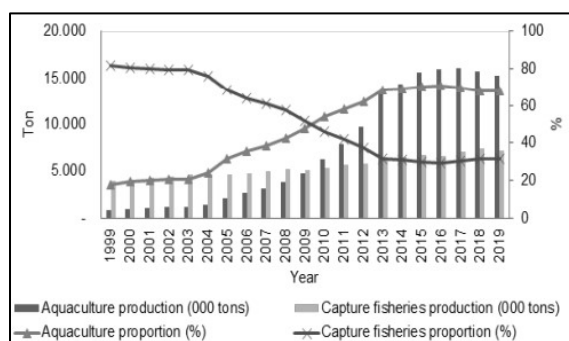 20.000
15.000
10.000
5.000
-
Ton
100
80
60
40
20
0
%
1999 2000 2001 2002 2003 2004 2005 2006 2007 2008 2009 2010 2011 2012 2013 2014 2015 2016 2017 2018 2019
Year
Aquaculture production (000 tons) Capture fisheries production (000 tons)
Aquaculture proportion (%) Capture fisheries proportion (%)